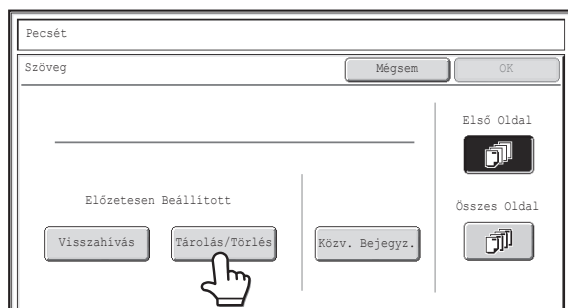 Pecsét
Szöveg
Mégsem
OK
Első Oldal
Előzetesen Beállított
Összes Oldal
Visszahívás
Tárolás/Törlés
Közv. Bejegyz.